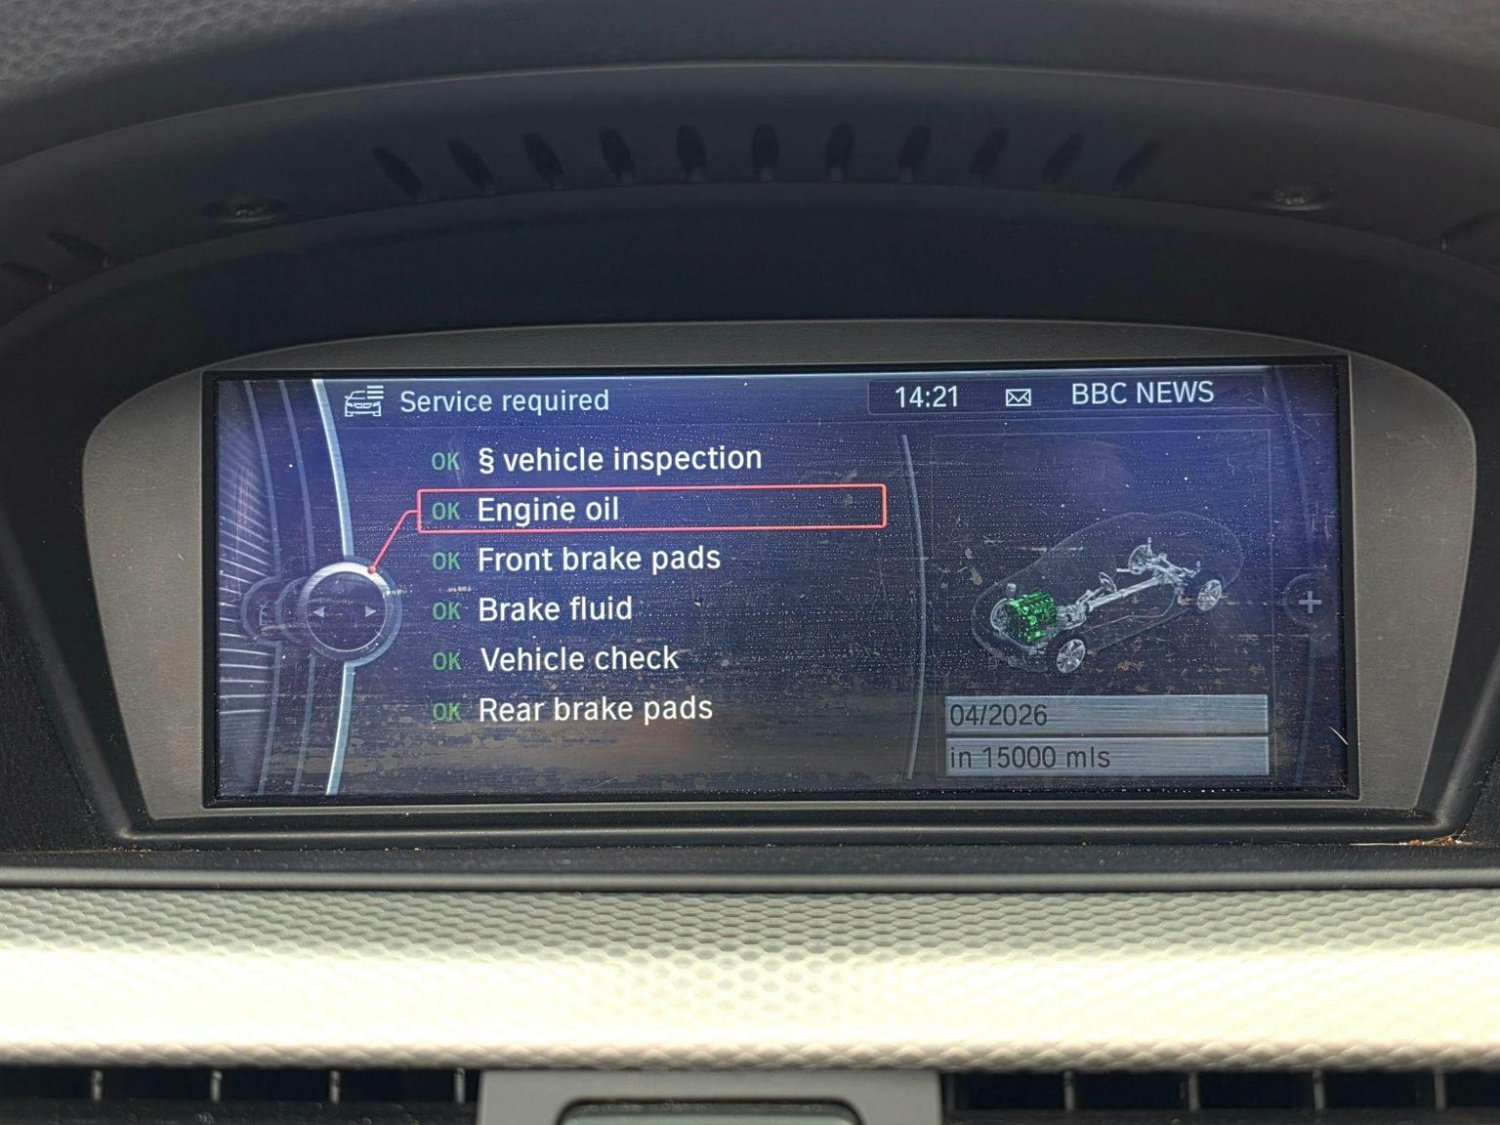 Service required 14:21 BBC NEWS
OK § vehicle inspection
OK Engine oil
OK Front brake pads
OK Brake fluid
OK Vehicle check
OK Rear brake pads
04/2026
in 15000 mls